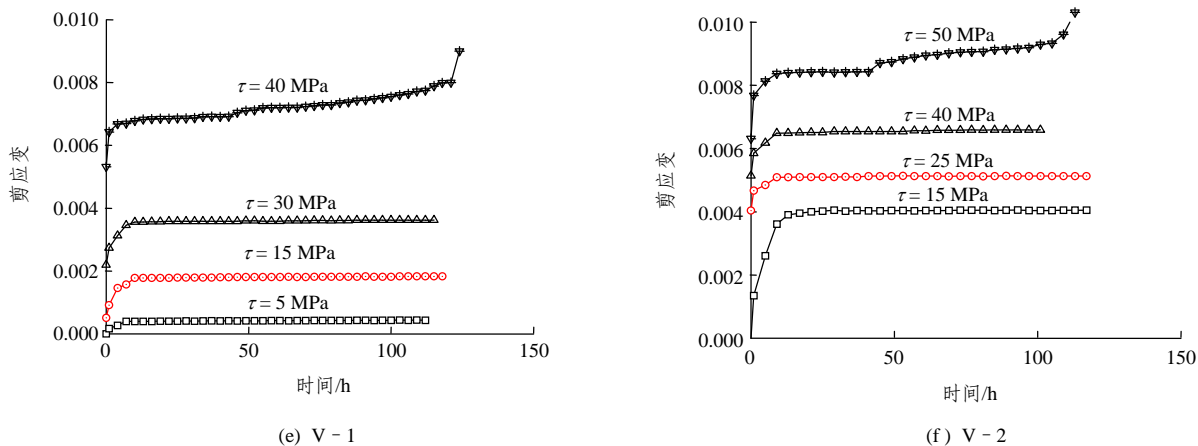 0.010
0.008
0.006
0.004
0.002
0.000
剪应变
τ = 40 MPa
τ = 30 MPa
τ = 15 MPa
τ = 5 MPa
0 50 100 150
时间/h
(e) V－1
0.010
0.008
0.006
0.004
0.002
0.000
剪应变
τ = 50 MPa
τ = 40 MPa
τ = 25 MPa
τ = 15 MPa
0 50 100 150
时间/h
(f) V－2